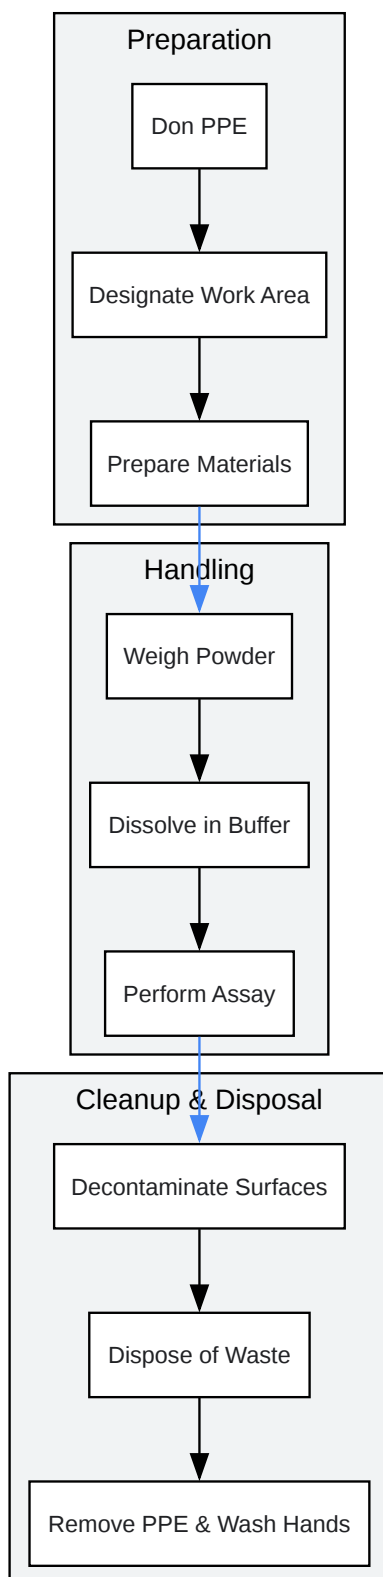 Preparation
Don PPE
Designate Work Area
Prepare Materials
Handling
Weigh Powder
Dissolve in Buffer
Perform Assay
Cleanup & Disposal
Decontaminate Surfaces
Dispose of Waste
Remove PPE & Wash Hands